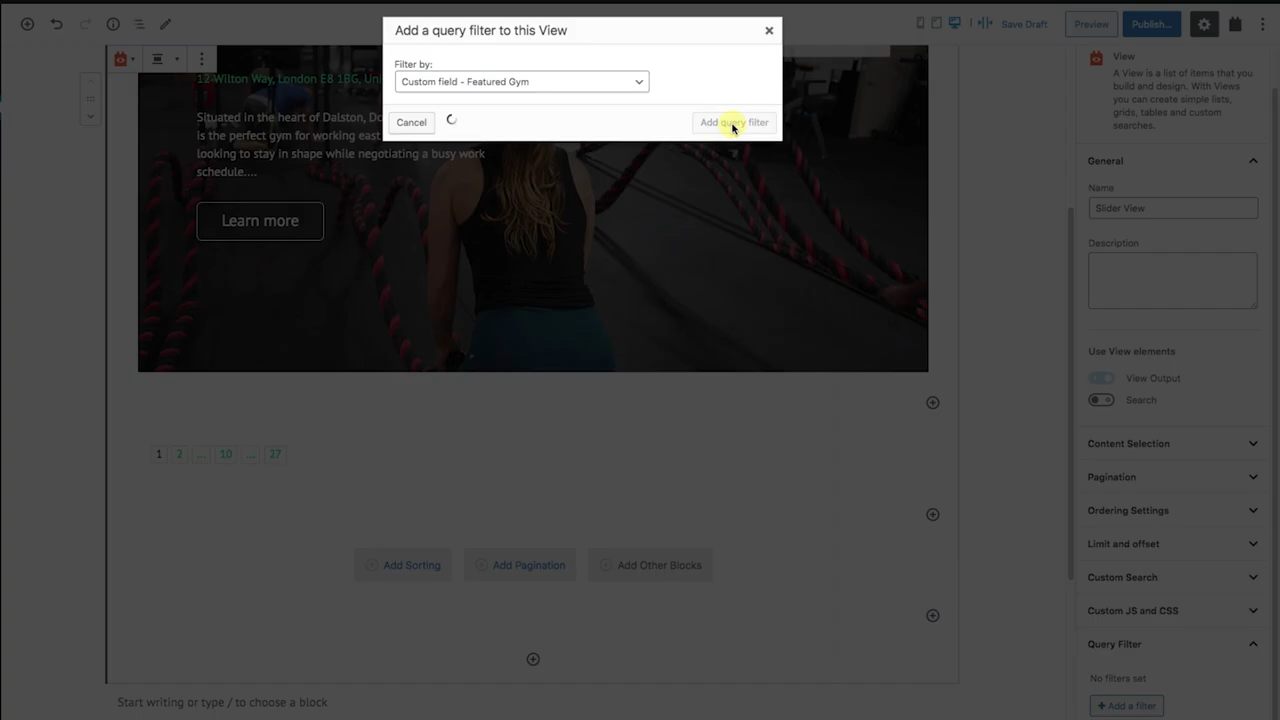 Add a query filter to this View
Filter by:
Custom field - Featured Gym
Cancel
Add query filter
Save Draft
Preview
Publish...
12 Wilton Way, London E8 1BG,
Situated in the heart of Dalston,
is the perfect gym for working east
looking to stay in shape while negotiating a busy work
schedule....
Learn more
1 2 ... 10 ... 27
Add Sorting
Add Pagination
Add Other Blocks
Start writing or type / to choose a block
View
A View is a list of items that you
build and design. With Views
you can create simple lists,
grids, tables and custom
searches.
General
Name
Slider View
Description
Use View elements
View Output
Search
Content Selection
Pagination
Ordering Settings
Limit and offset
Custom Search
Custom JS and CSS
Query Filter
No filters set
+ Add a filter